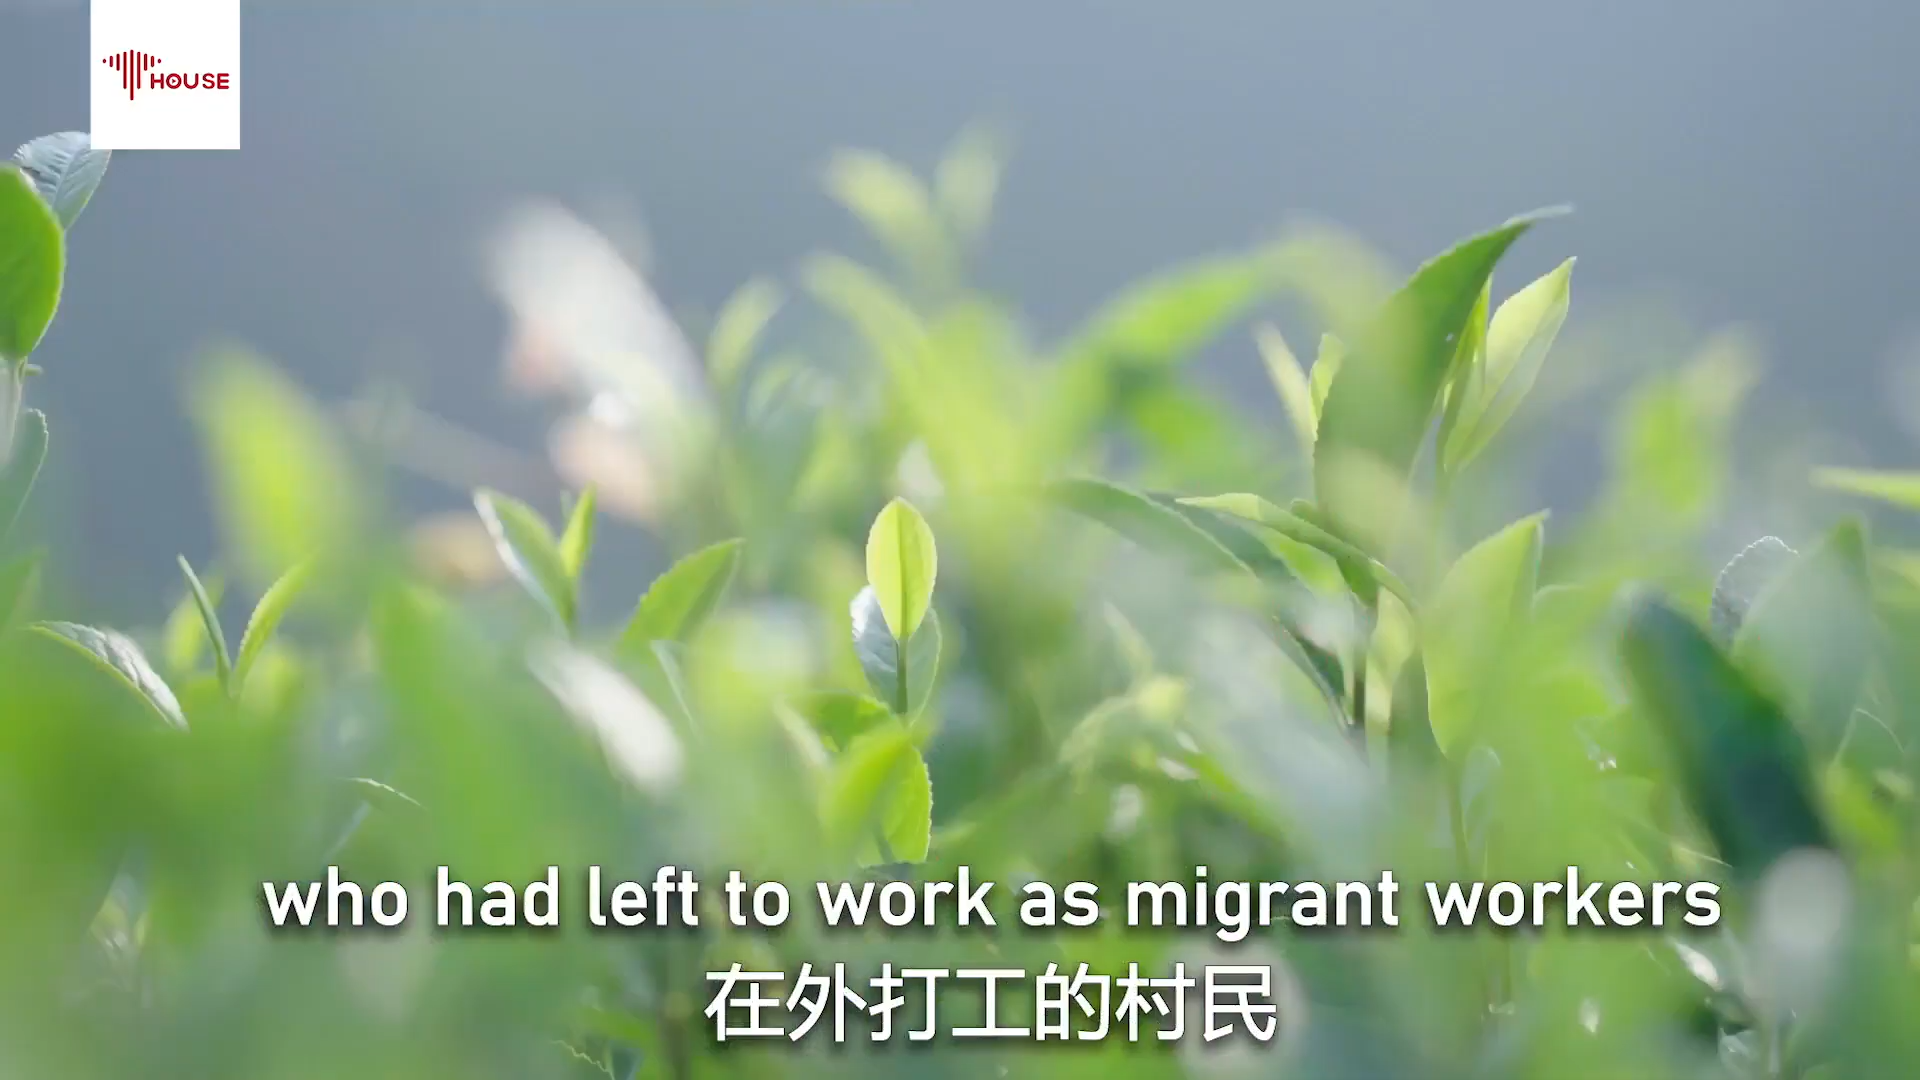 HOUSE
who had left to work as migrant workers
在外打工的村民